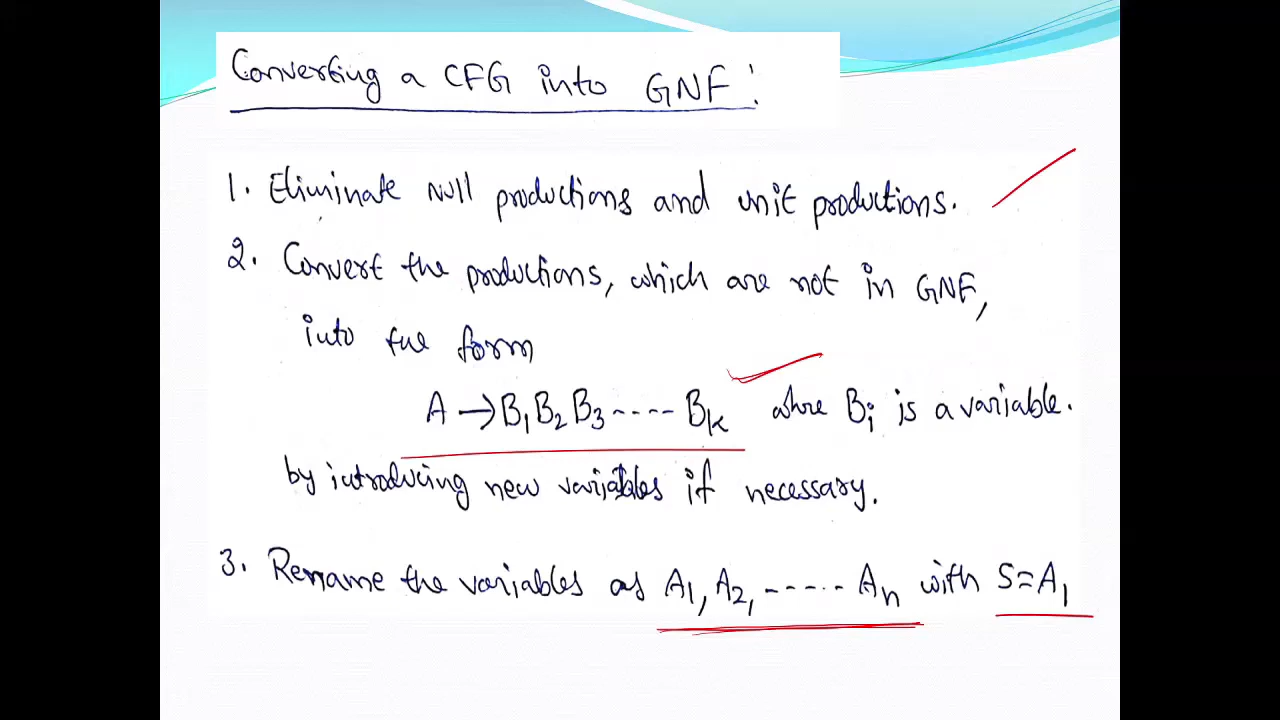 Converting a CFG into GNF:
1. Eliminate Null productions and unit productions.
2. Convert the productions, which are not in GNF,
into the form
A → B₁B₂B₃ ---- Bₖ where Bᵢ is a variable.
by introducing new variables if necessary.
3. Rename the variables as A₁, A₂, ------ Aₙ with S=A₁